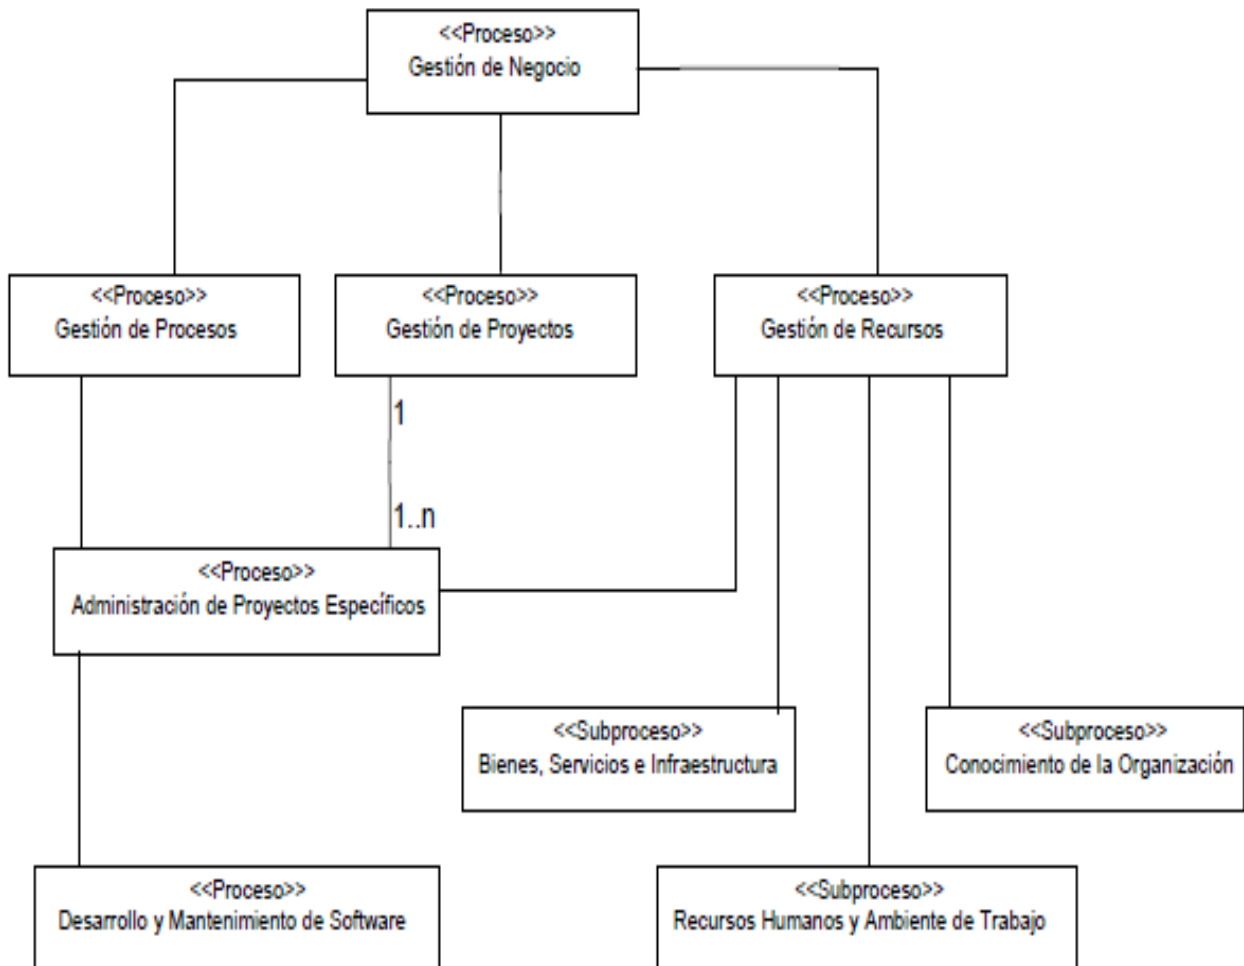 <<Proceso>>
Gestión de Negocio
<<Proceso>>
Gestión de Procesos
<<Proceso>>
Gestión de Proyectos
<<Proceso>>
Gestión de Recursos
1
1..n
<<Proceso>>
Administración de Proyectos Específicos
<<Subproceso>>
Bienes, Servicios e Infraestructura
<<Subproceso>>
Conocimiento de la Organización
<<Proceso>>
Desarrollo y Mantenimiento de Software
<<Subproceso>>
Recursos Humanos y Ambiente de Trabajo